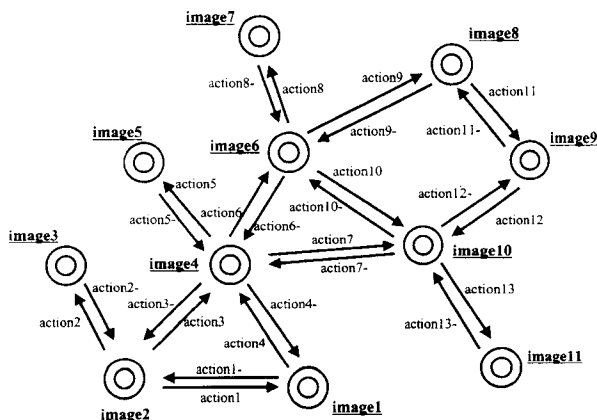 image7
image8
action9
action8-
action8
action11
action9-
action11-
image5
image6
image9
action5
action10
action12-
action5-
action6
action10-
action6-
action12
image3
action7
image4
image10
action2-
action3-
action7-
action4-
action13
action2
action3
action4
action13-
action1-
image11
action1
image2
image1